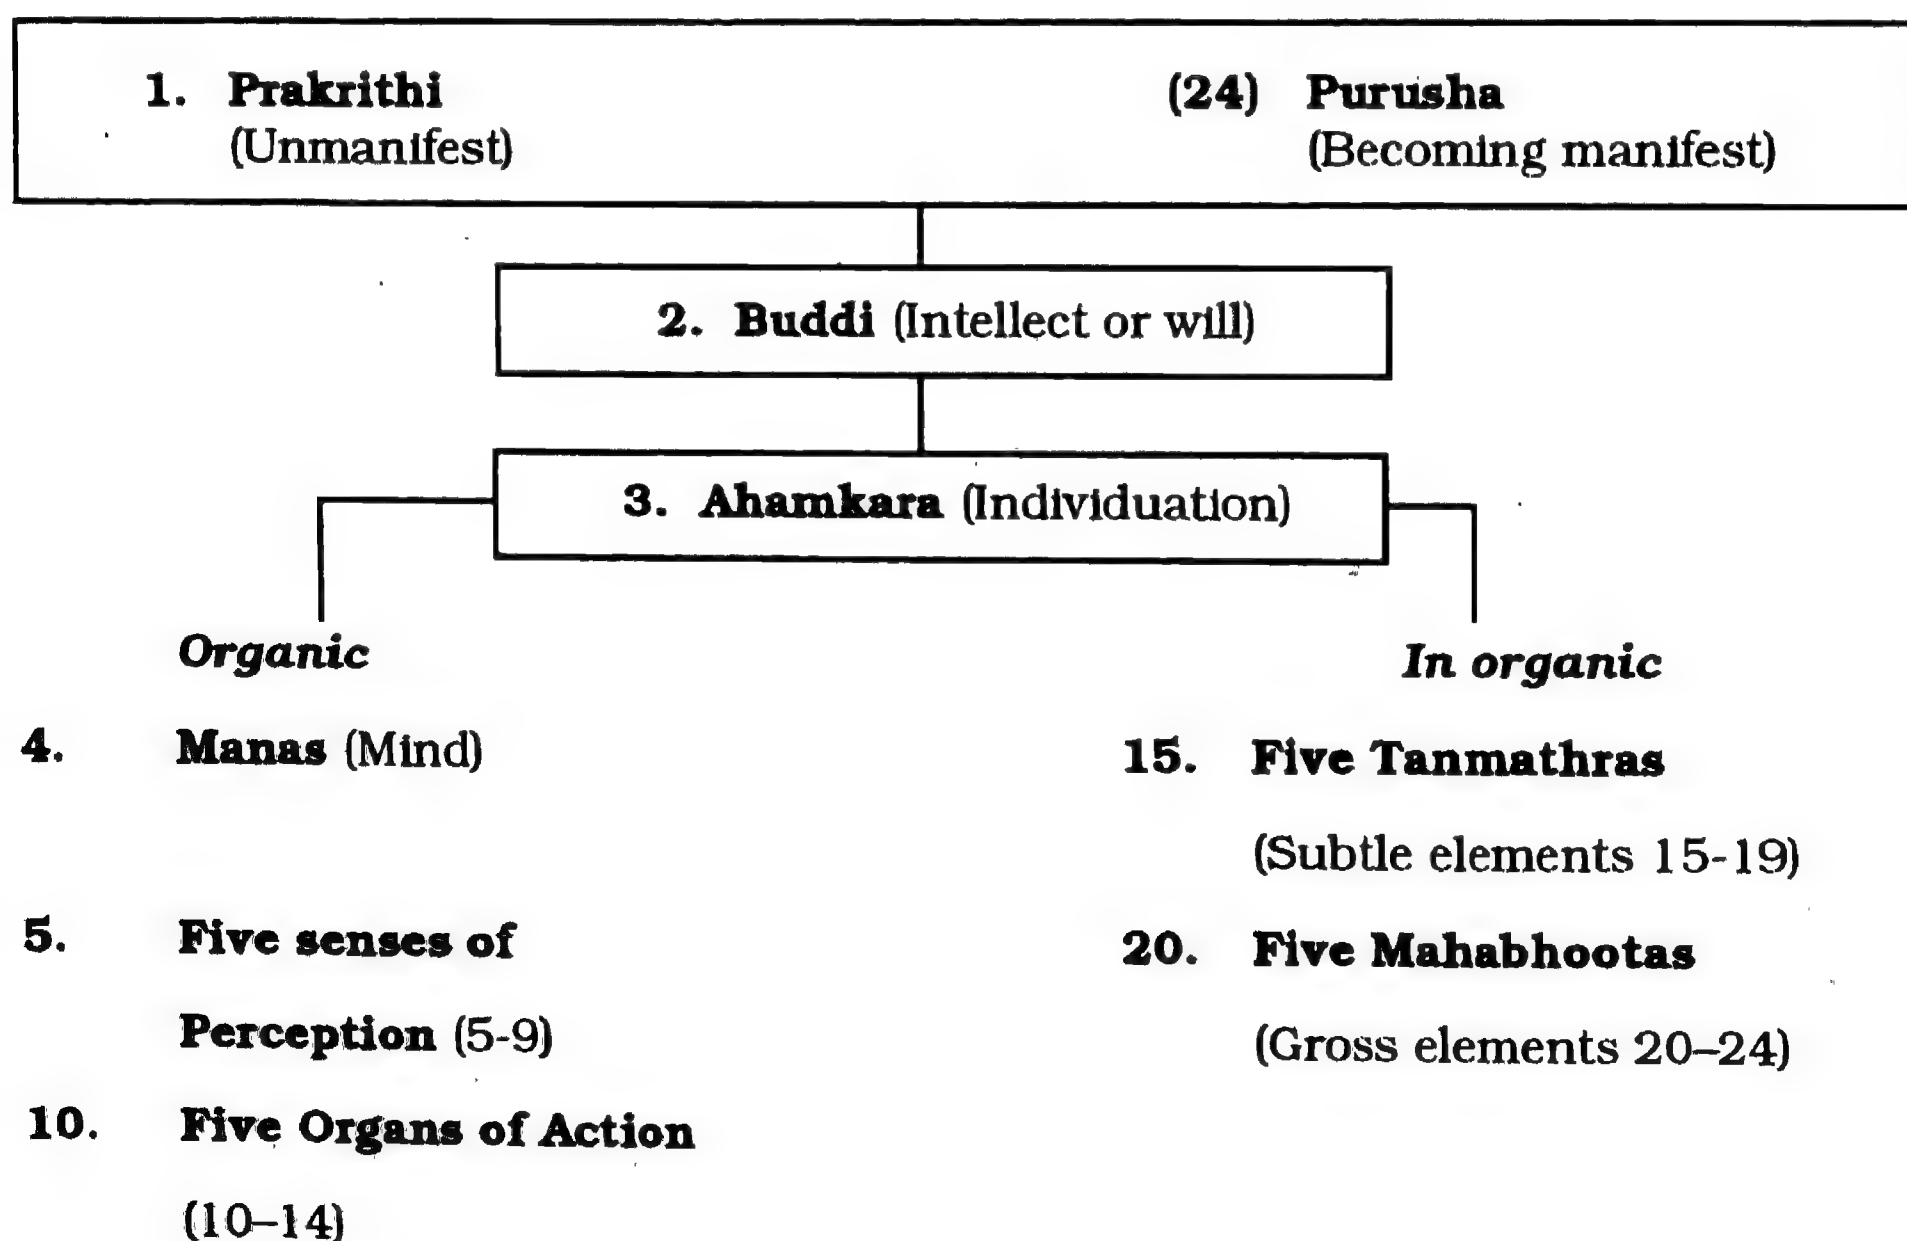 1. Prakrithi
(Unmanifest)
(24) Purusha
(Becoming manifest)
2. Buddi (Intellect or will)
3. Ahamkara (Individuation)
Organic
4. Manas (Mind)
5. Five senses of
Perception (5-9)
10. Five Organs of Action
(10–14)
In organic
15. Five Tanmathras
(Subtle elements 15-19)
20. Five Mahabhootas
(Gross elements 20–24)